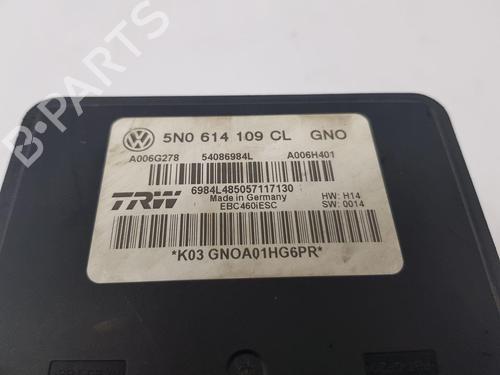 5N0 614 109 CL GNO
A006G278 54086984L A006H401
TRW
6984L485057117130
Made in Germany
EBC460iESC
HW: H14
SW: 0014
*K03 GNOA01HG6PR*